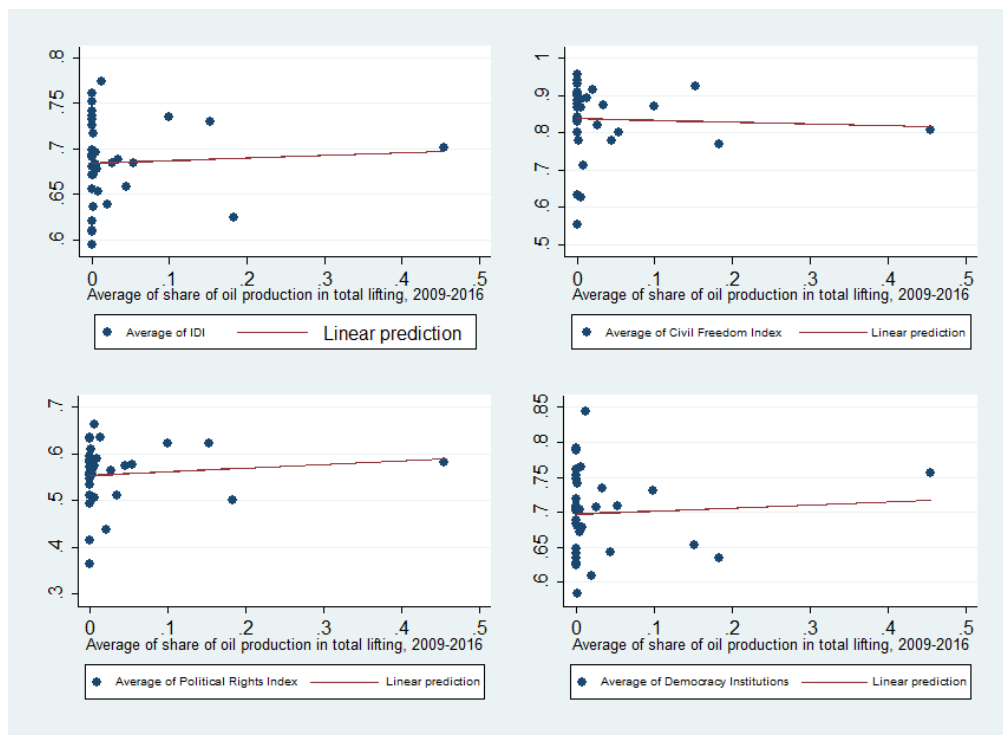 .8
.75
.7
.65
.6
0 .1 .2 .3 .4 .5
Average of share of oil production in total lifting, 2009-2016
Average of IDI Linear prediction
1
.9
.8
.7
.6
.5
0 .1 .2 .3 .4 .5
Average of share of oil production in total lifting, 2009-2016
Average of Civil Freedom Index Linear prediction
.7
.6
.5
.4
.3
0 .1 .2 .3 .4 .5
Average of share of oil production in total lifting, 2009-2016
Average of Political Rights Index Linear prediction
.85
.8
.75
.7
.65
.6
0 .1 .2 .3 .4 .5
Average of share of oil production in total lifting, 2009-2016
Average of Democracy Institutions Linear prediction